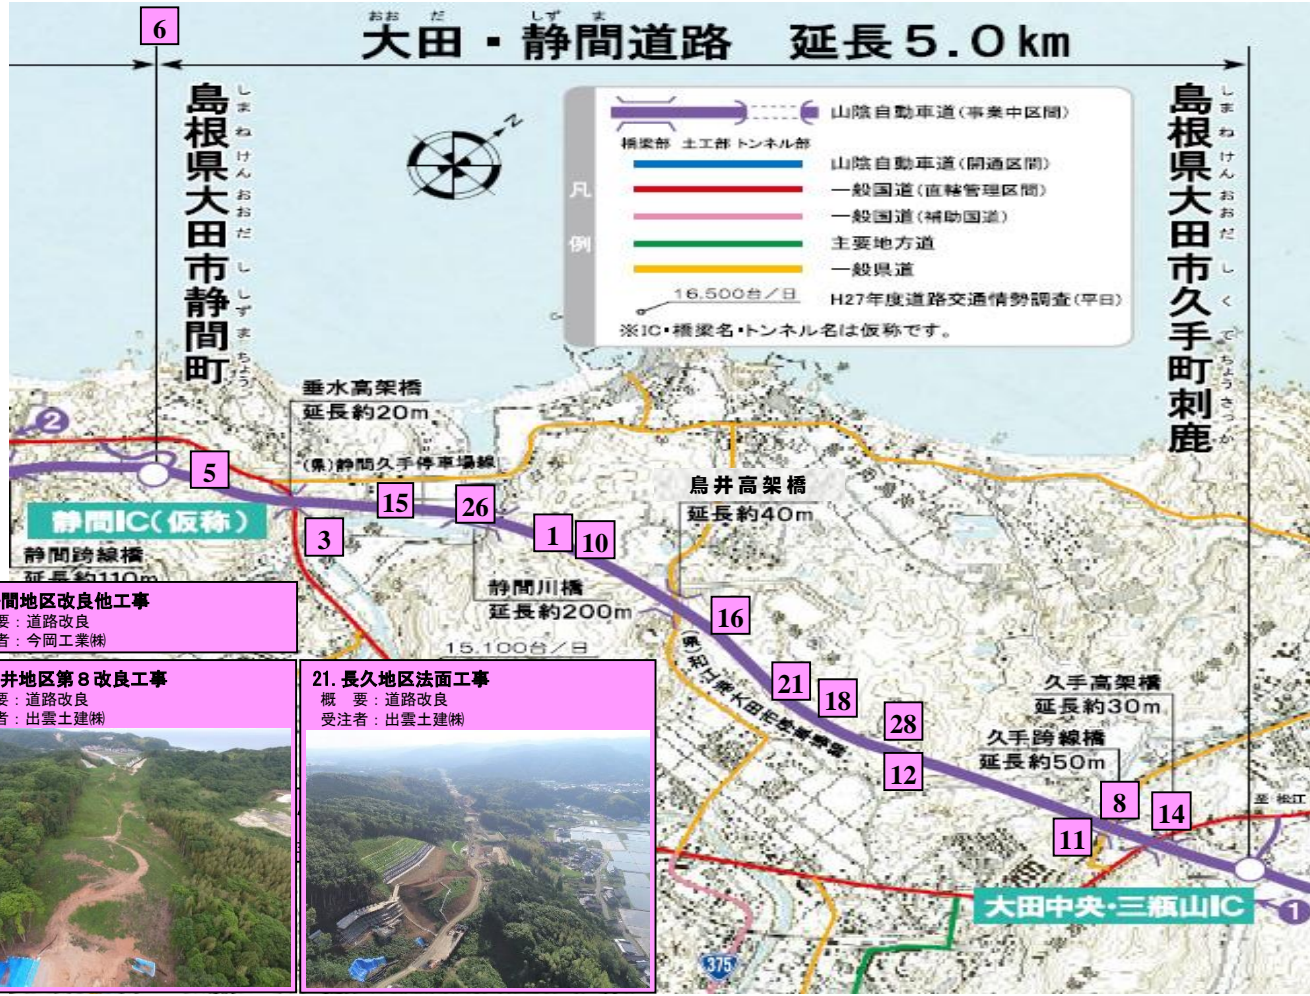 6
おお だ しず ま
大田・静間道路 延長5.0km
しまねけんおおだししずまちょう
島根県大田市静間町
しまねけんおおだしくてちょうさつか
島根県大田市久手町刺鹿
N
凡例
山陰自動車道(事業中区間)
橋梁部 土工部 トンネル部
山陰自動車道(開通区間)
一般国道(直轄管理区間)
一般国道(補助国道)
主要地方道
一般県道
16,500台/日
H27年度道路交通情勢調査(平日)
※IC・橋梁名・トンネル名は仮称です。
垂水高架橋
延長約20m
2
(県)静間久手停車場線
5
15
26
鳥井高架橋
延長約40m
静間IC(仮称)
3
1
10
静間跨線橋
延長約110m
静間川橋
延長約200m
16
15,100台/日
間地区改良他工事
要:道路改良
者:今岡工業㈱
井地区第8改良工事
要:道路改良
者:出雲土建㈱
21.長久地区法面工事
概 要:道路改良
受注者:出雲土建㈱
21
18
28
12
久手高架橋
延長約30m
久手跨線橋
延長約50m
8
14
11
至 松江
大田中央・三瓶山IC
1
375